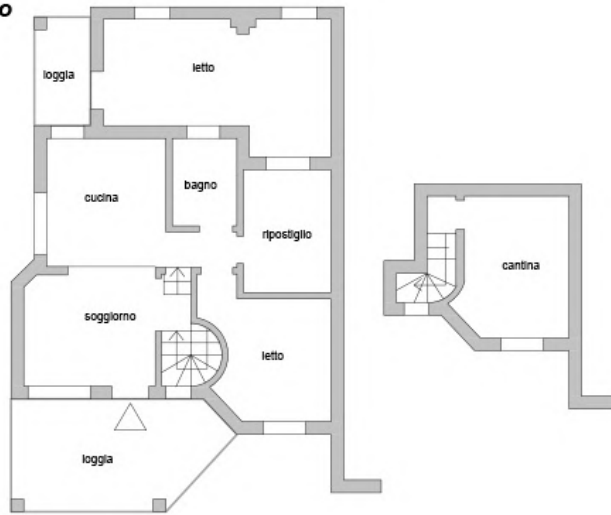 o
loggia
letto
cucina
bagno
ripostiglio
cantina
soggiorno
letto
loggia